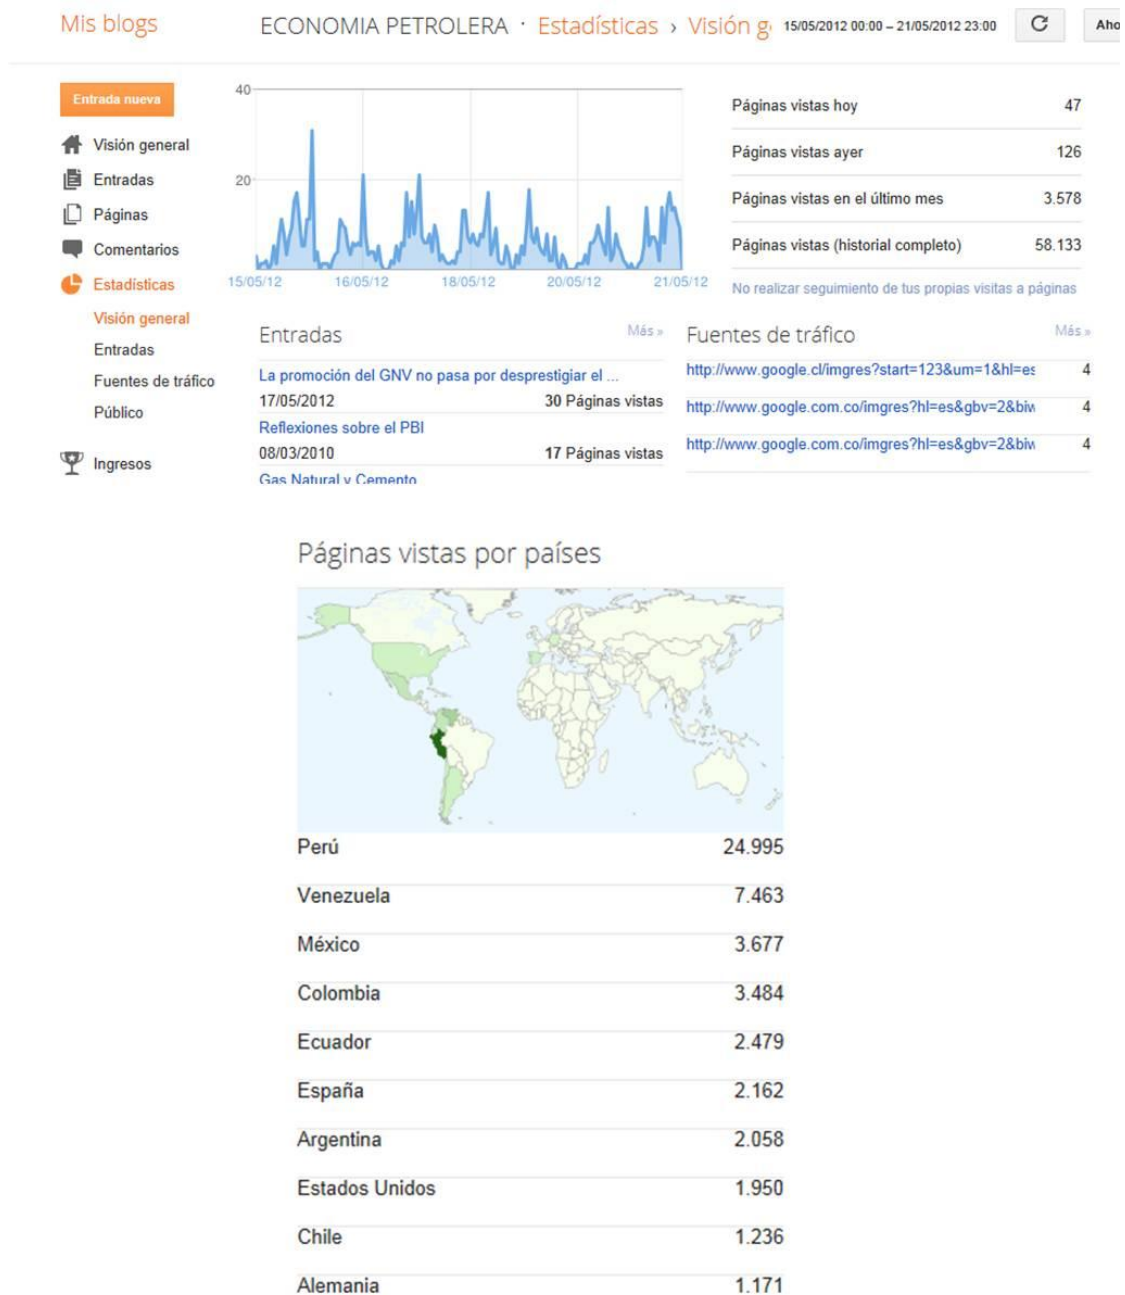 Mis blogs
ECONOMIA PETROLERA · Estadísticas › Visión g
15/05/2012 00:00 – 21/05/2012 23:00
Aho
Entrada nueva
Visión general
Entradas
Páginas
Comentarios
Estadísticas
Visión general
Entradas
Fuentes de tráfico
Público
Ingresos
40
20
15/05/12 16/05/12 18/05/12 20/05/12 21/05/12
Páginas vistas hoy 47
Páginas vistas ayer 126
Páginas vistas en el último mes 3.578
Páginas vistas (historial completo) 58.133
No realizar seguimiento de tus propias visitas a páginas
Entradas Más »
La promoción del GNV no pasa por desprestigiar el ...
17/05/2012 30 Páginas vistas
Reflexiones sobre el PBI
08/03/2010 17 Páginas vistas
Gas Natural y Cemento
Fuentes de tráfico Más »
http://www.google.cl/imgres?start=123&um=1&hl=es 4
http://www.google.com.co/imgres?hl=es&gbv=2&biw 4
http://www.google.com.co/imgres?hl=es&gbv=2&biw 4
Páginas vistas por países
Perú 24.995
Venezuela 7.463
México 3.677
Colombia 3.484
Ecuador 2.479
España 2.162
Argentina 2.058
Estados Unidos 1.950
Chile 1.236
Alemania 1.171